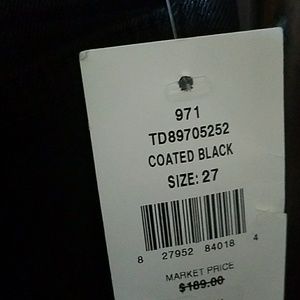 971
TD89705252
COATED BLACK
SIZE: 27
8 27952 84018 4
MARKET PRICE
$189.00